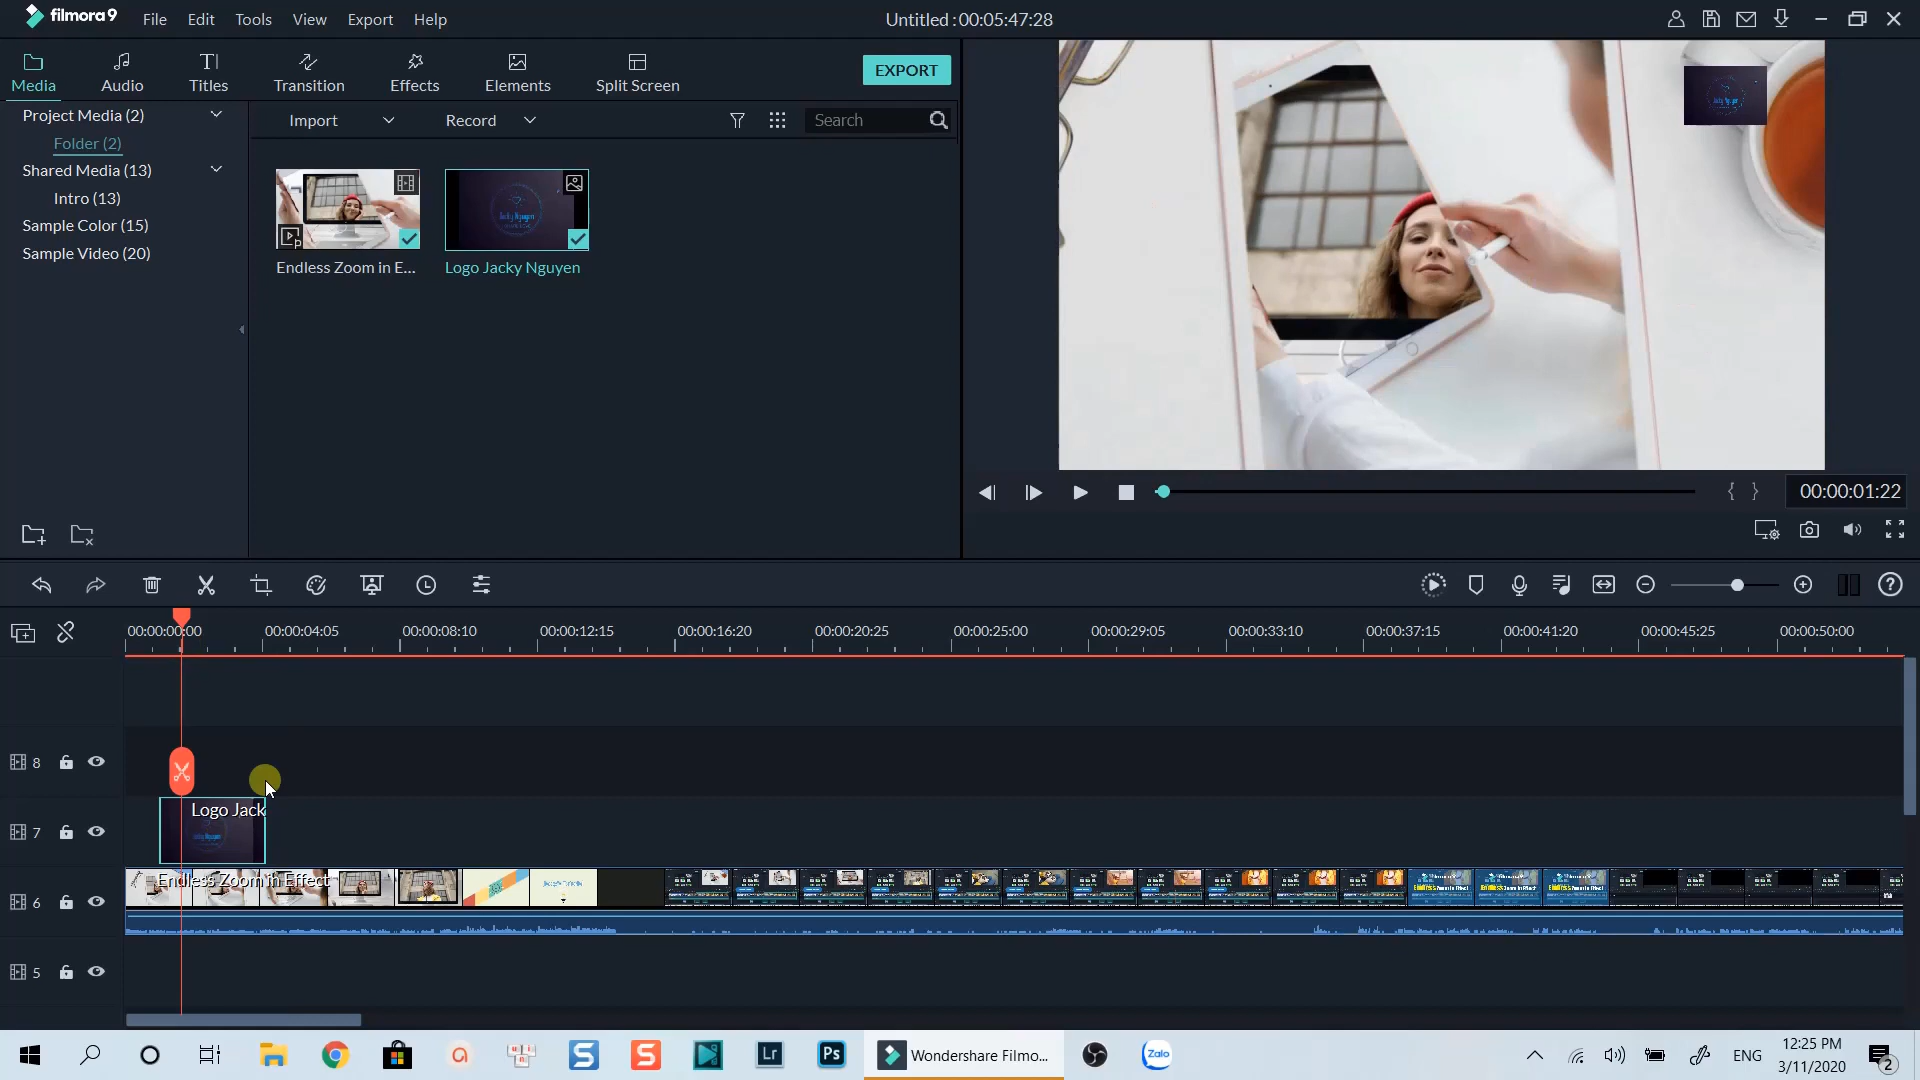 filmora9 File Edit Tools View Export Help Untitled : 00:05:47:28
Media Audio Titles Transition Effects Elements Split Screen EXPORT
Project Media (2)
Folder (2)
Shared Media (13)
Intro (13)
Sample Color (15)
Sample Video (20)
Import Record Search
Endless Zoom in E... Logo Jacky Nguyen
00:00:01:22
00:00:00:00 00:00:04:05 00:00:08:10 00:00:12:15 00:00:16:20 00:00:20:25 00:00:25:00 00:00:29:05 00:00:33:10 00:00:37:15 00:00:41:20 00:00:45:25 00:00:50:00
8
Logo Jack
7
Endless Zoom in Effect
6
5
Lr Ps Wondershare Filmo... Zalo ENG 12:25 PM
3/11/2020 2